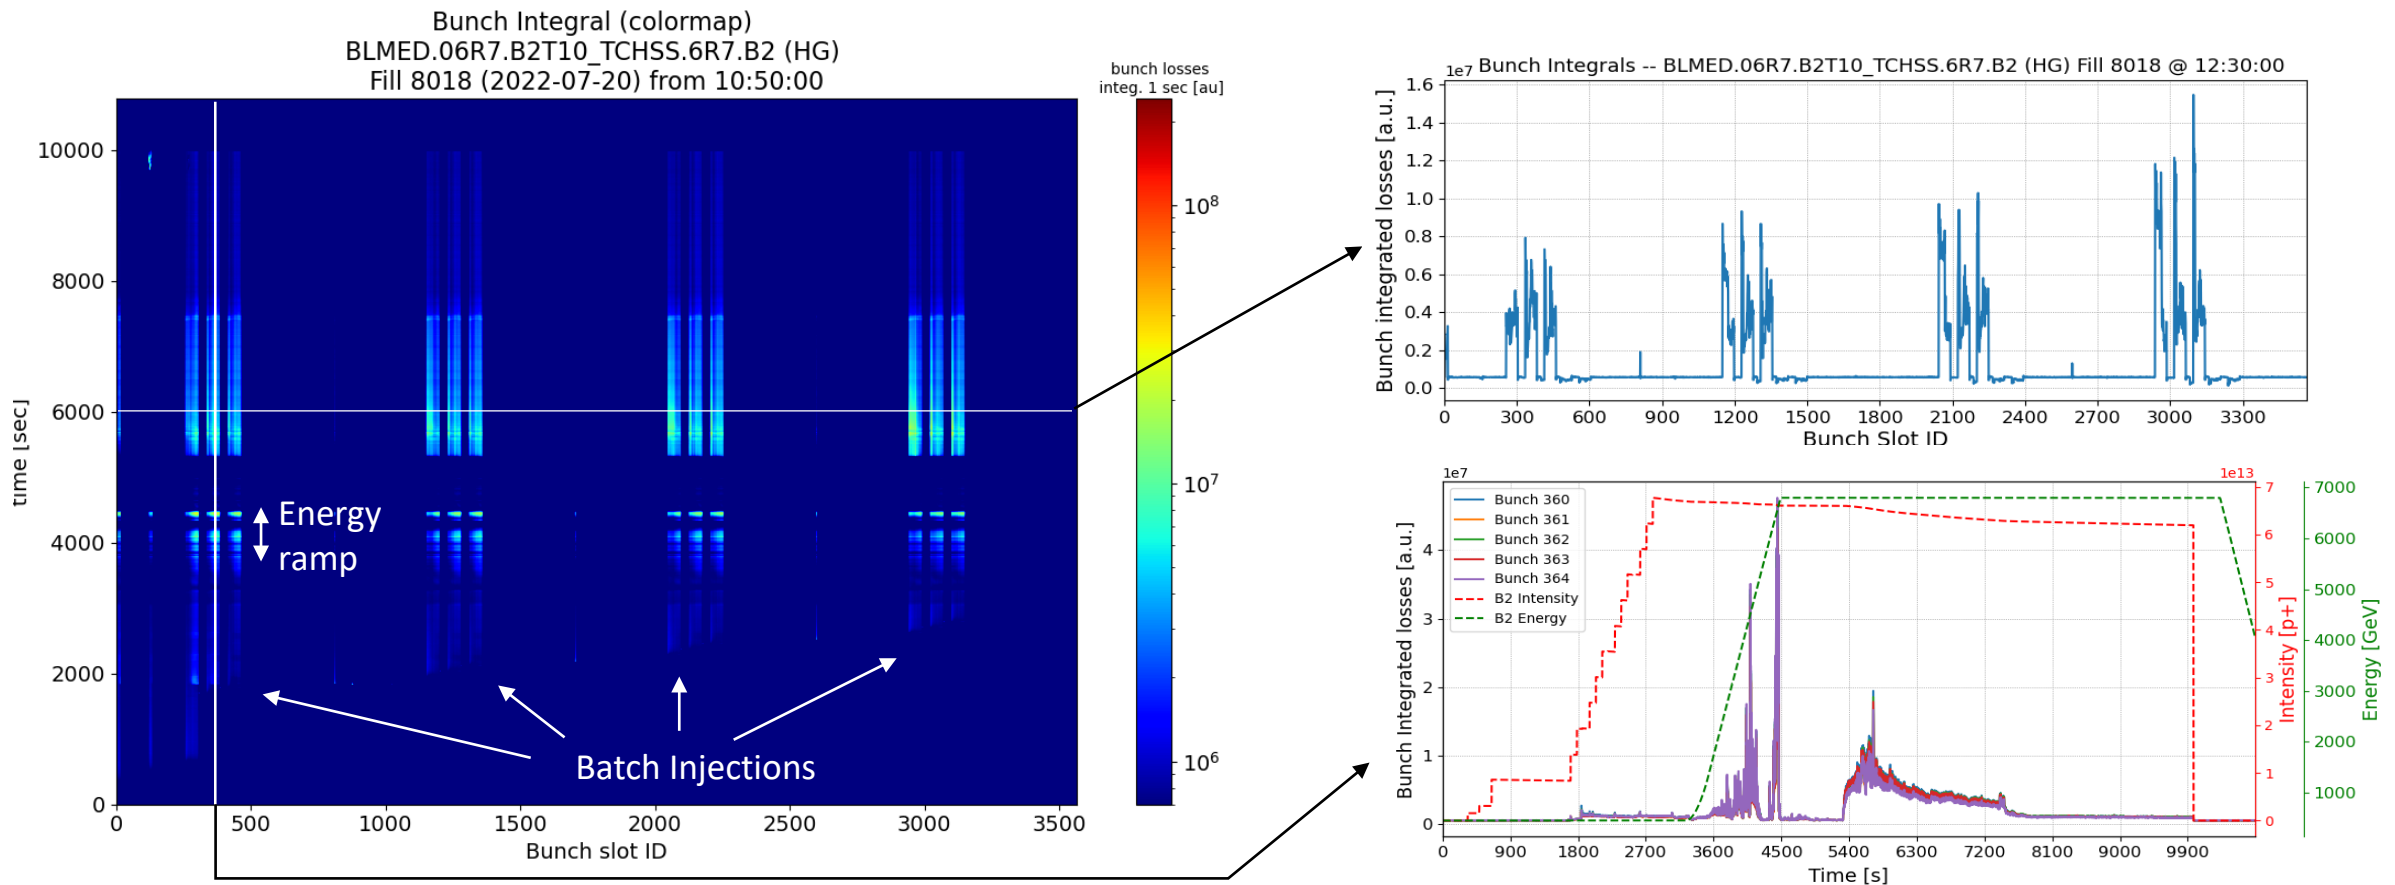 Bunch Integral (colormap)
BLMED.06R7.B2T10_TCHSS.6R7.B2 (HG)
Fill 8018 (2022-07-20) from 10:50:00
bunch losses
integ. 1 sec [au]
10⁸
10⁷
10⁶
time [sec]
10000
8000
6000
4000
2000
0
Energy
ramp
Batch Injections
0 500 1000 1500 2000 2500 3000 3500
Bunch slot ID
1e7
Bunch Integrals -- BLMED.06R7.B2T10_TCHSS.6R7.B2 (HG) Fill 8018 @ 12:30:00
Bunch integrated losses [a.u.]
1.6
1.4
1.2
1.0
0.8
0.6
0.4
0.2
0.0
0 300 600 900 1200 1500 1800 2100 2400 2700 3000 3300
Bunch Slot ID
1e7
1e13
Bunch Integrated losses [a.u.]
4
3
2
1
0
Bunch 360
Bunch 361
Bunch 362
Bunch 363
Bunch 364
B2 Intensity
B2 Energy
7
6
5
4
3
2
1
0
Intensity [p+]
7000
6000
5000
4000
3000
2000
1000
Energy [GeV]
0 900 1800 2700 3600 4500 5400 6300 7200 8100 9000 9900
Time [s]